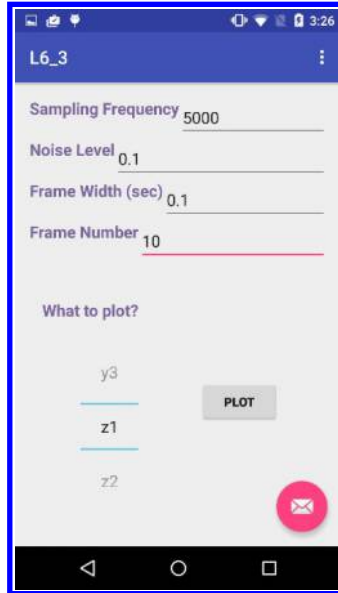 3:26
L6_3
Sampling Frequency 5000
Noise Level 0.1
Frame Width (sec) 0.1
Frame Number 10
What to plot?
y3
z1 PLOT
z2